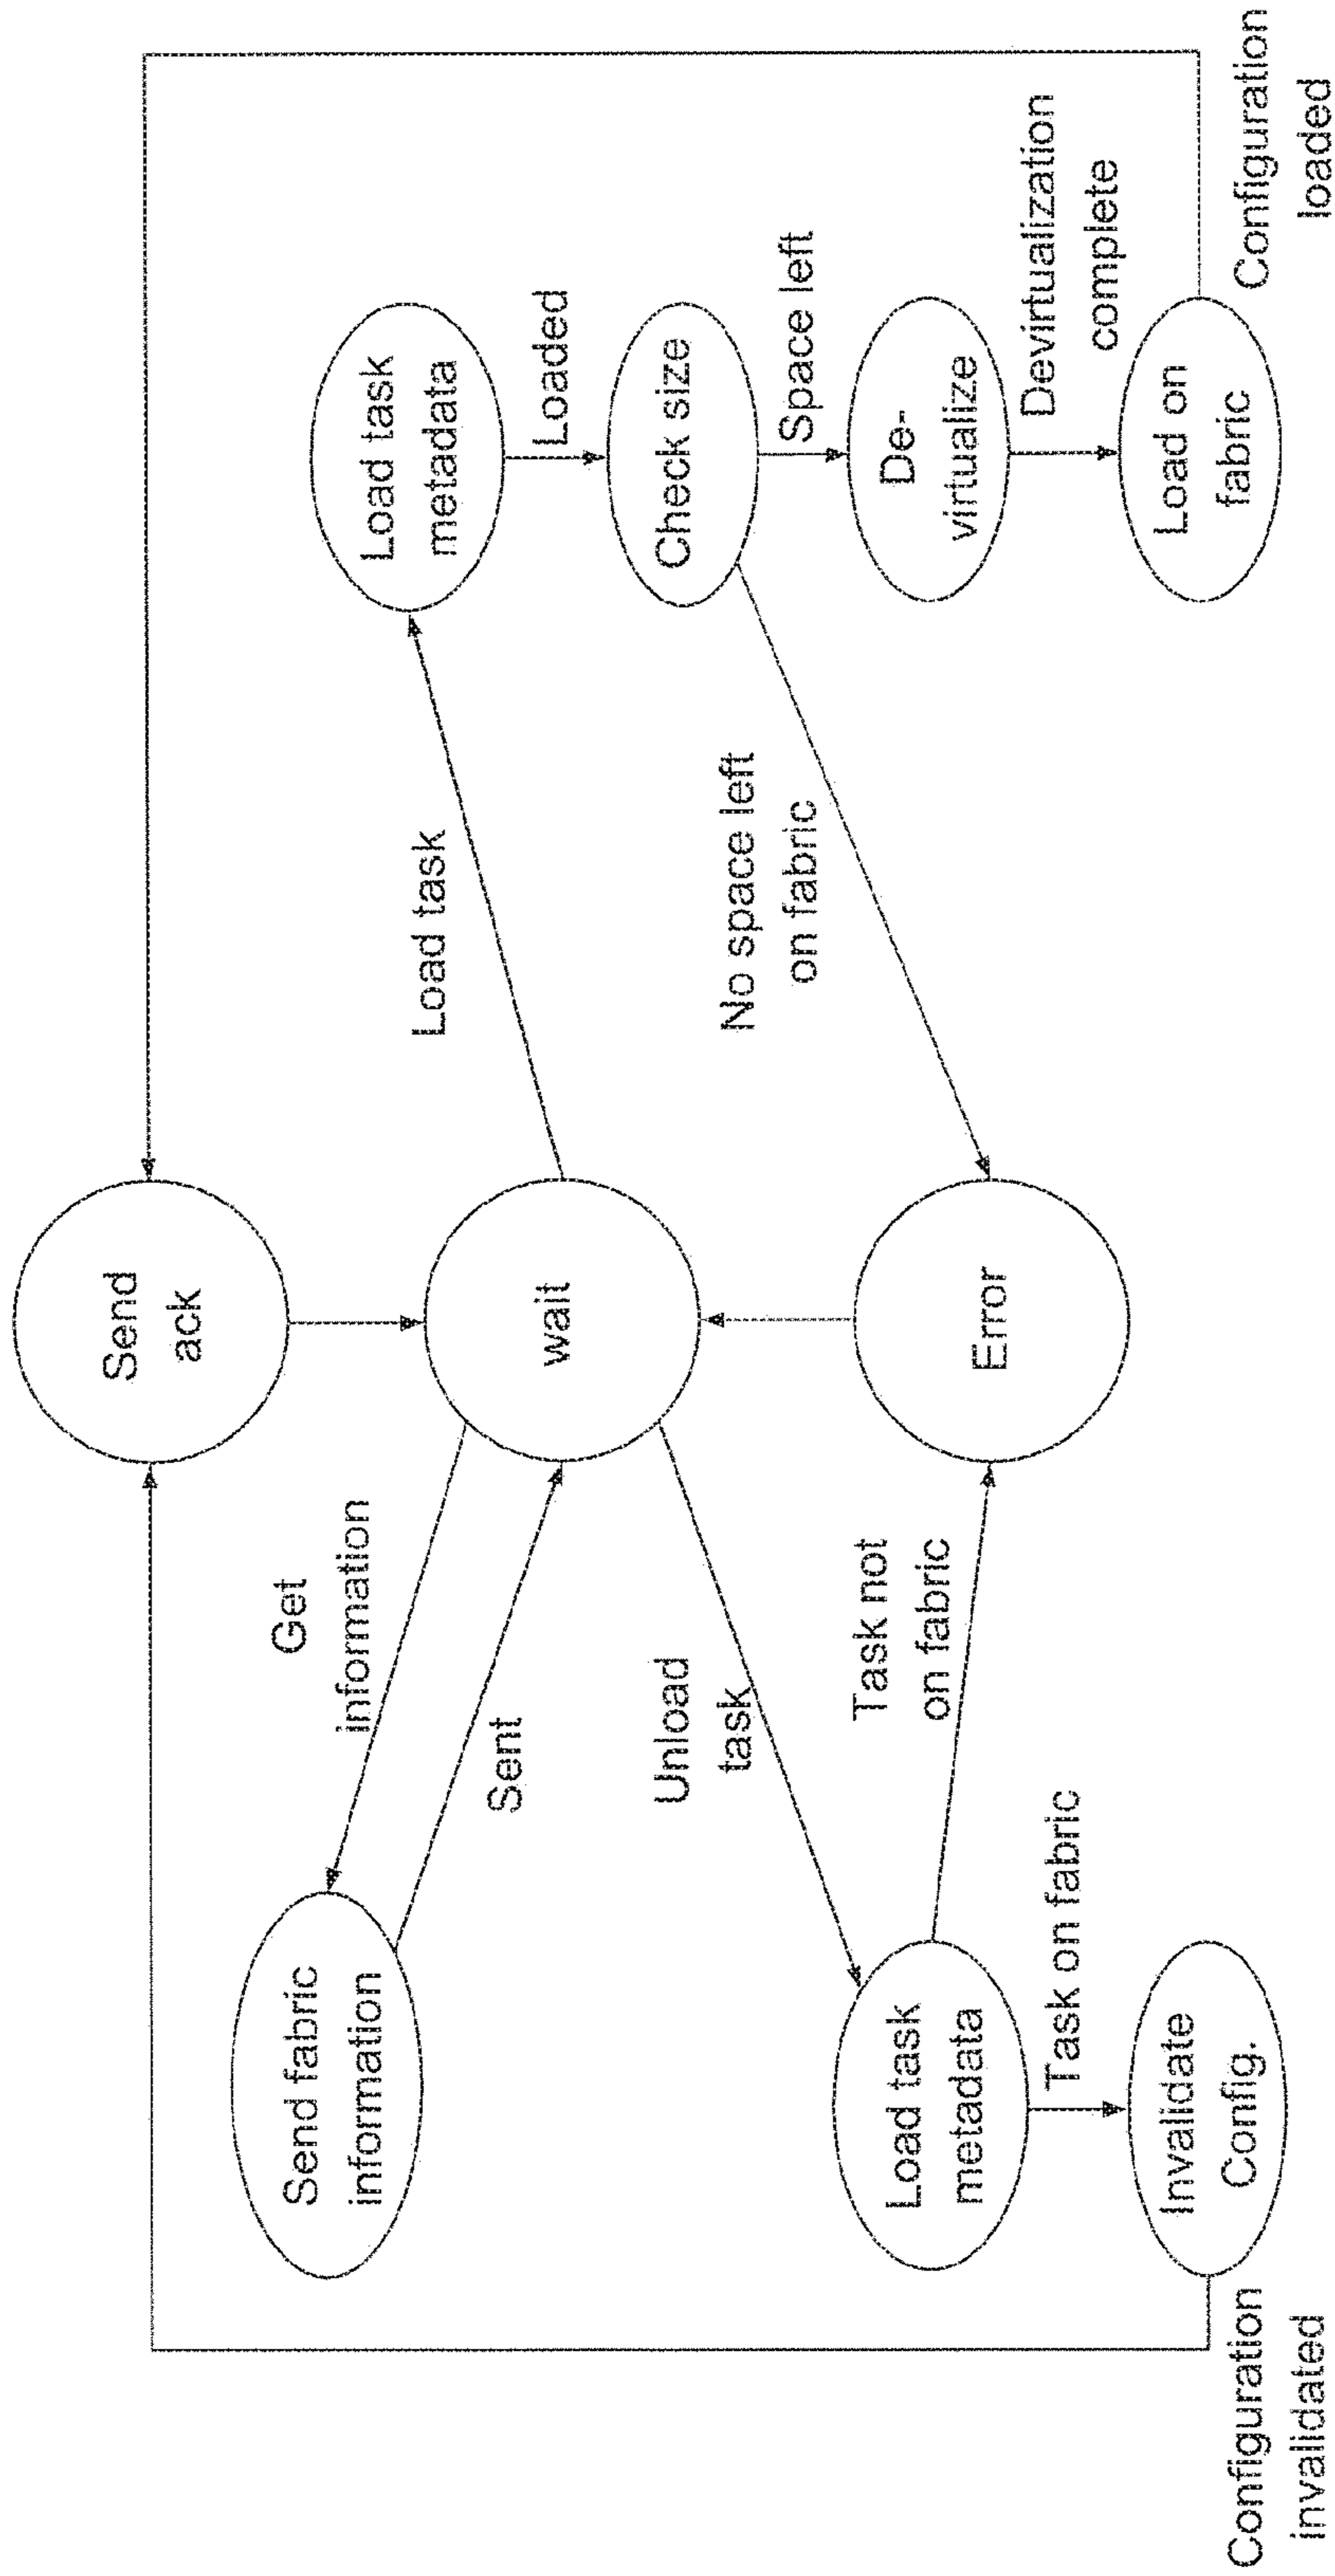 Send
ack
Get
information
Send fabric
information
Sent
wait
Load task
Load task
metadata
Loaded
Check size
Space left
De-
virtualize
Devirtualization
complete
Load on
fabric
Configuration
loaded
No space left
on fabric
Error
Unload
task
Task not
on fabric
Load task
metadata
Task on fabric
Invalidate
Config.
Configuration
invalidated